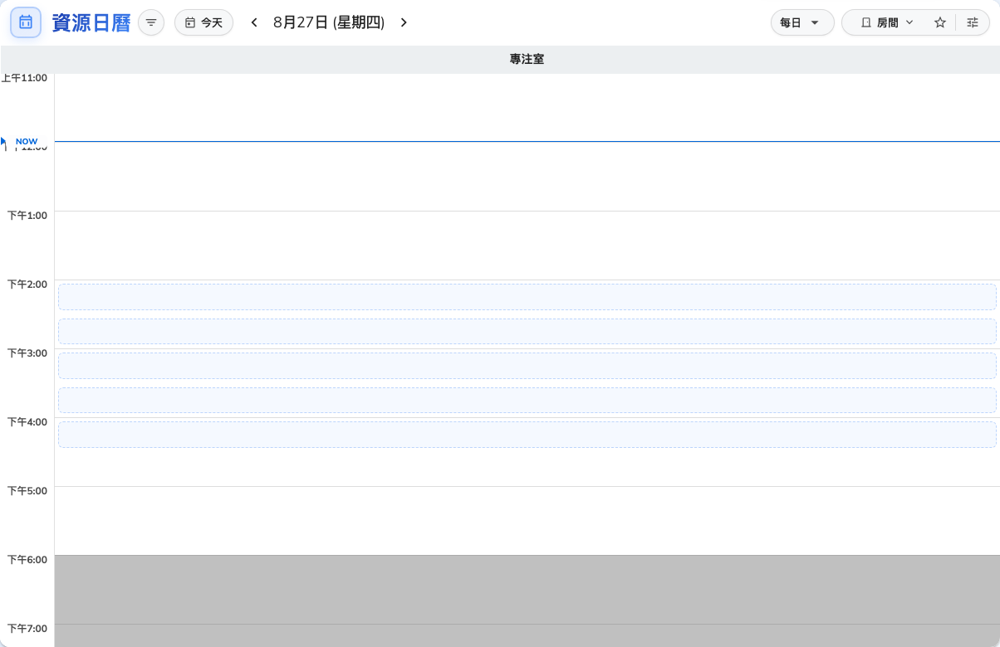 資源日曆
今天
8月27日 (星期四)
每日
房間
專注室
上午11:00
NOW
下午1:00
下午2:00
下午3:00
下午4:00
下午5:00
下午6:00
下午7:00